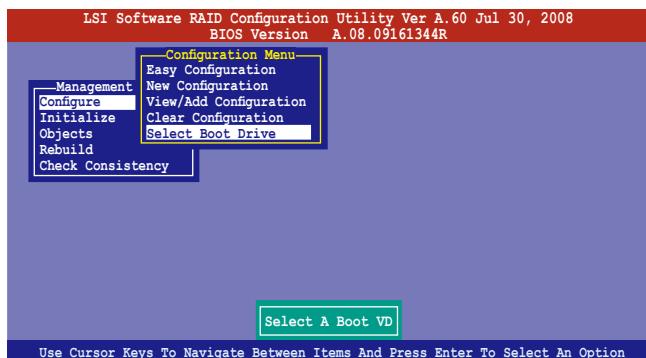 LSI Software RAID Configuration Utility Ver A.60 Jul 30, 2008
BIOS Version A.08.09161344R
Configuration Menu
Easy Configuration
New Configuration
View/Add Configuration
Clear Configuration
Select Boot Drive
Management
Configure
Initialize
Objects
Rebuild
Check Consistency
Select A Boot VD
Use Cursor Keys To Navigate Between Items And Press Enter To Select An Option